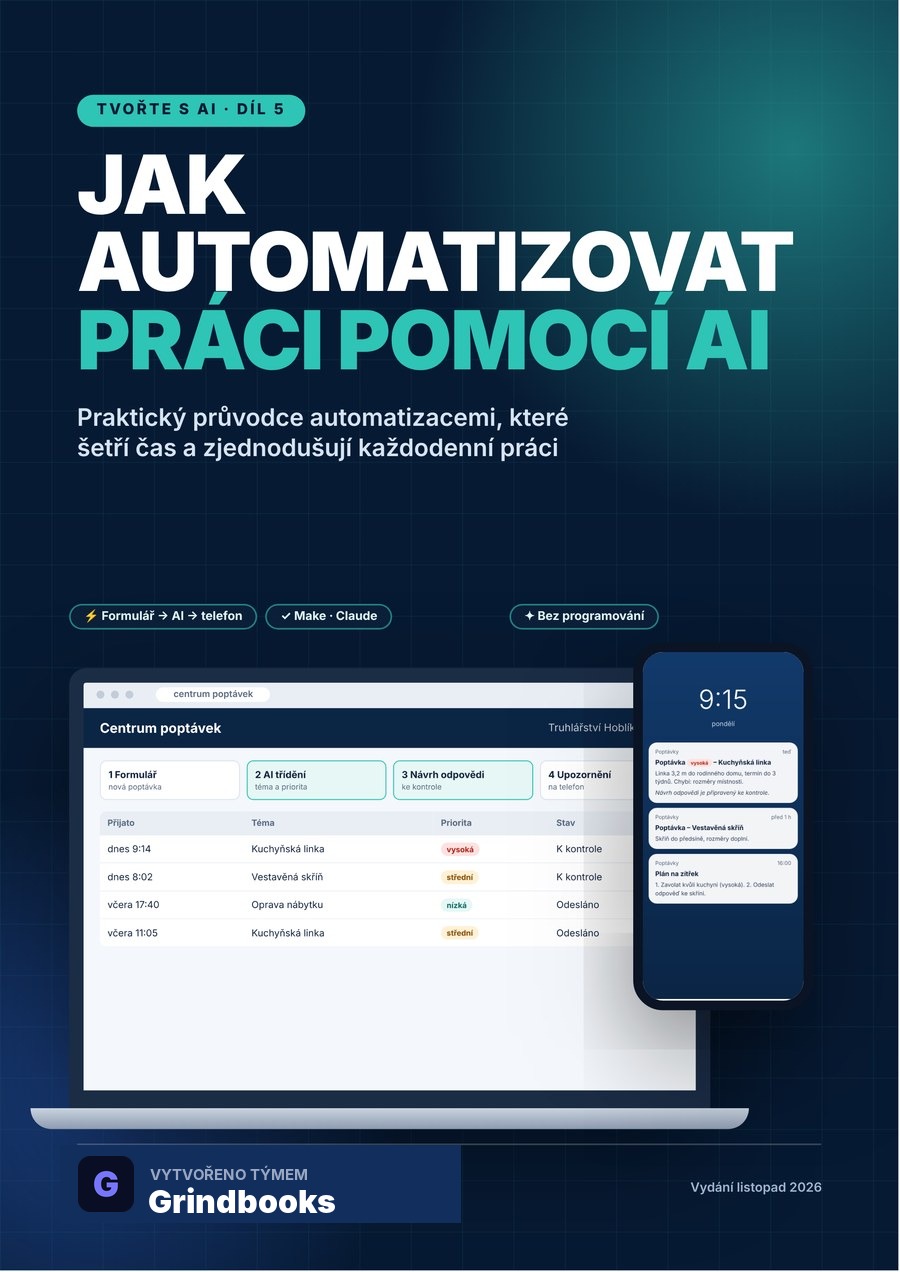 TVOŘTE S AI · DÍL 5
JAK
AUTOMATIZOVAT
PRÁCI POMOCÍ AI
Praktický průvodce automatizacemi, které
šetří čas a zjednodušují každodenní práci
⚡ Formulář → AI → telefon
✓ Make · Claude
✦ Bez programování
centrum poptávek
Centrum poptávek
Truhlářství Hoblík
1 Formulář
nová poptávka
2 AI třídění
téma a priorita
3 Návrh odpovědi
ke kontrole
4 Upozornění
na telefon
Přijato Téma Priorita Stav
dnes 9:14 Kuchyňská linka vysoká K kontrole
dnes 8:02 Vestavěná skříň střední K kontrole
včera 17:40 Oprava nábytku nízká Odesláno
včera 11:05 Kuchyňská linka střední Odesláno
9:15
pondělí
Poptávky teď
Poptávka vysoká – Kuchyňská linka
Linka 3,2 m do rodinného domu, termín do 3
týdnů. Chybí: rozměry místnosti.
Návrh odpovědi je připravený ke kontrole.
Poptávky před 1 h
Poptávka – Vestavěná skříň
Skříň do předsíně, rozměry doplní.
Poptávky 16:00
Plán na zítřek
1. Zavolat kvůli kuchyni (vysoká). 2. Odeslat
odpověď ke skříni.
G
VYTVOŘENO TÝMEM
Grindbooks
Vydání listopad 2026